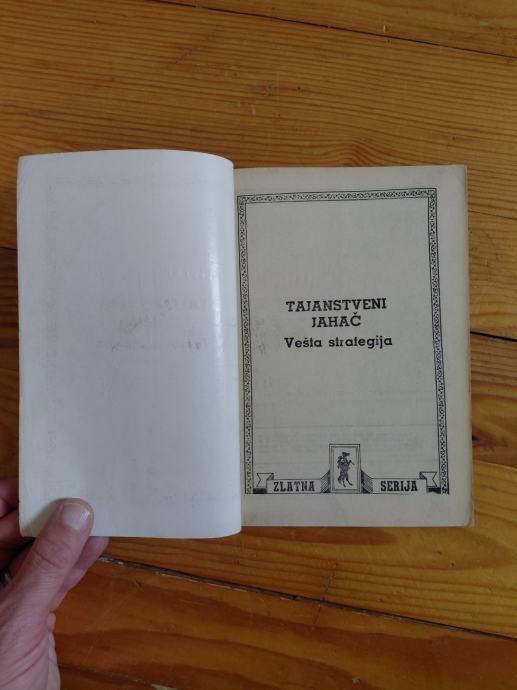 TAJANSTVENI
JAHAČ
Vešta strategija
ZLATNA SERIJA